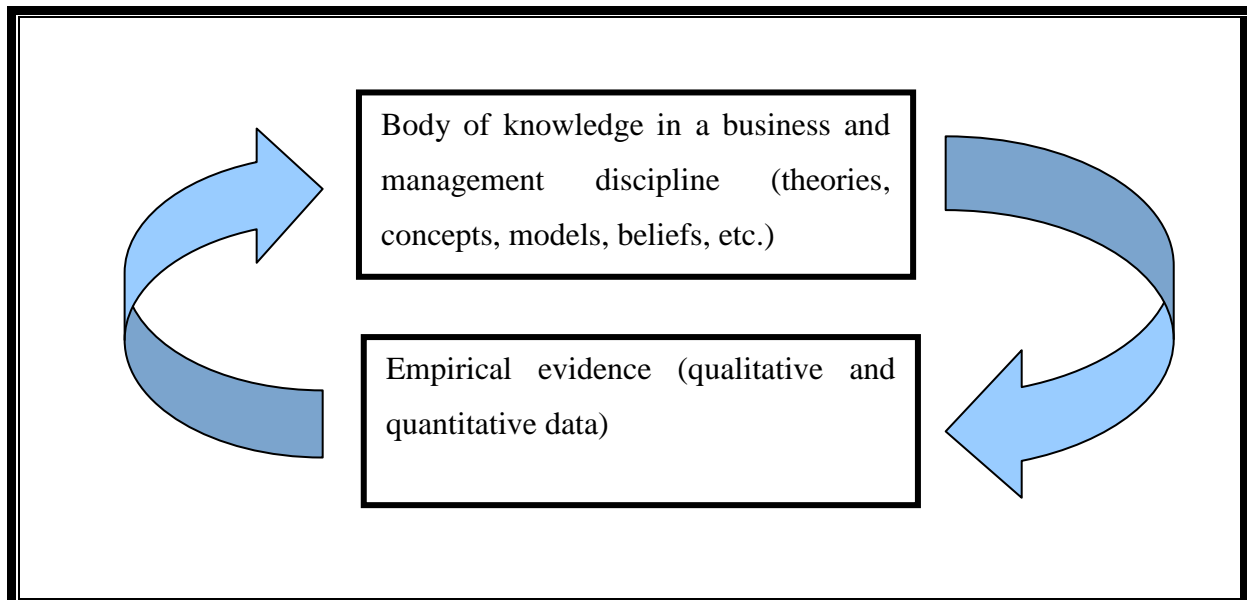 Body of knowledge in a business and
management discipline (theories,
concepts, models, beliefs, etc.)
Empirical evidence (qualitative and
quantitative data)